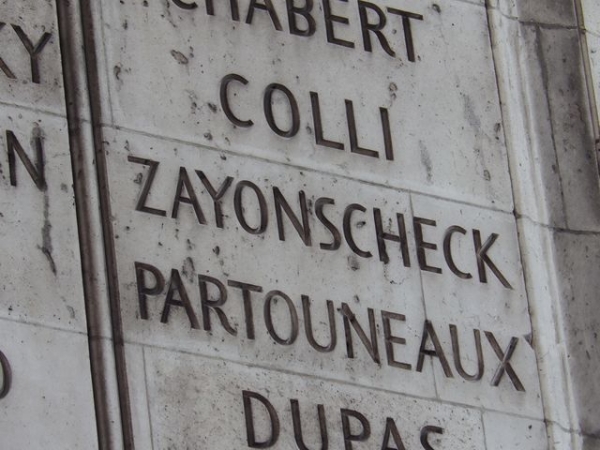 CHABERT
COLLI
ZAYONSCHECK
PARTOUNEAUX
DUPAS